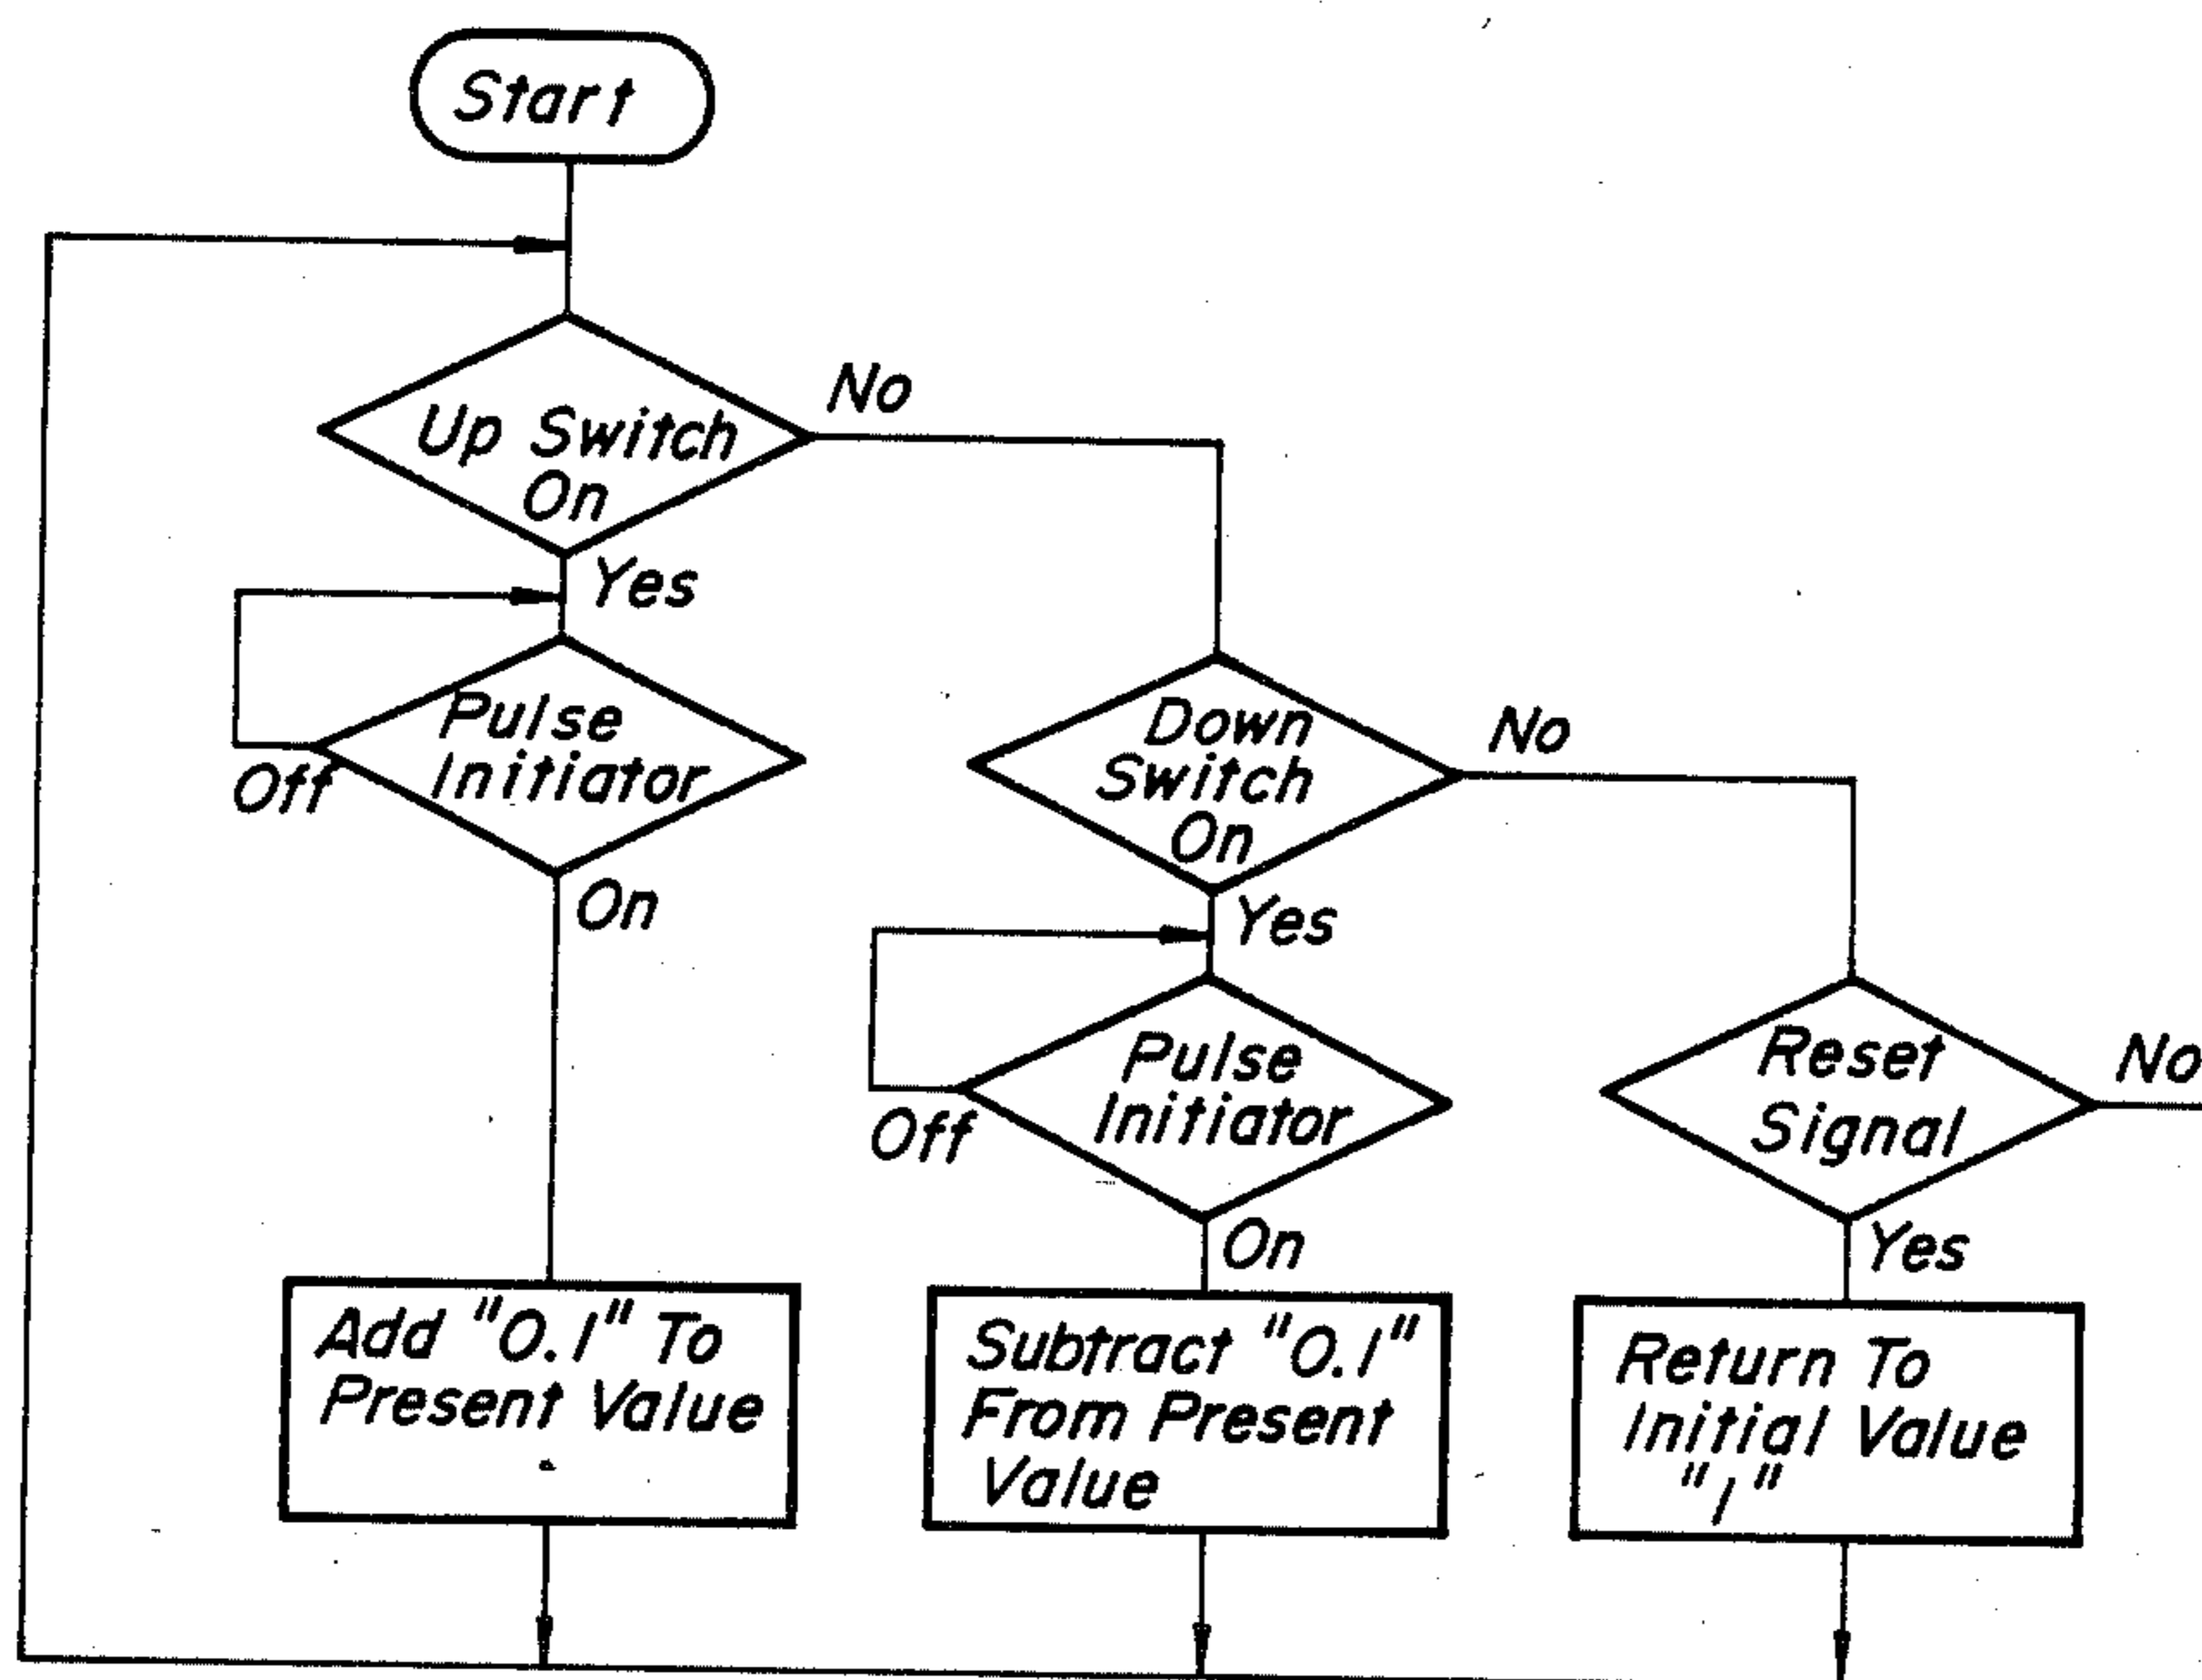 Start
No
Up Switch
On
Yes
Pulse
Initiator
Off
On
Down
Switch
On
No
Yes
Pulse
Initiator
Off
On
Reset
Signal
No
Yes
Add "0.1" To
Present Value
Subtract "0.1"
From Present
Value
Return To
Initial Value
"1"